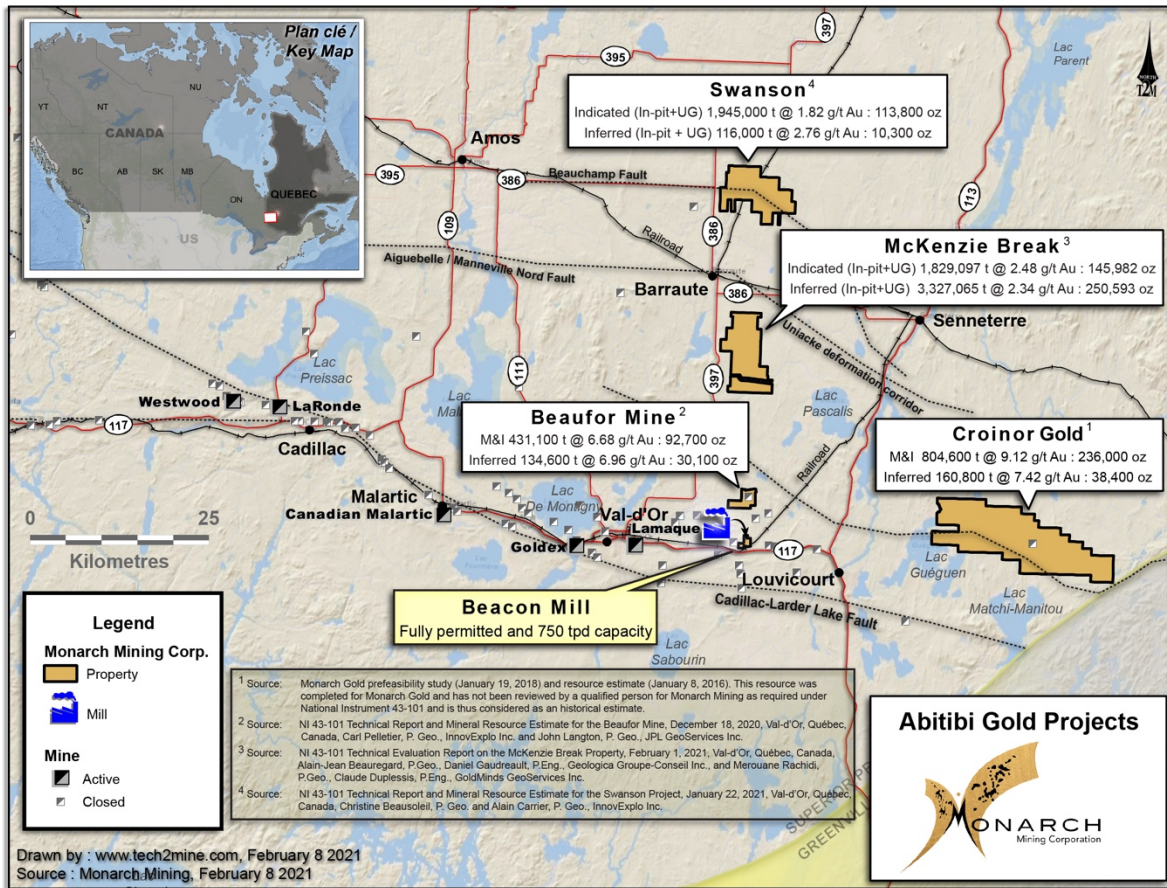 Plan clé /
Key Map
YT
NT
NU
CANADA
BC
AB
SK
MB
ON
QUEBEC
US
395
397
Lac
Parent
NORTH
T2M
Swanson4
Indicated (In-pit+UG) 1,945,000 t @ 1.82 g/t Au : 113,800 oz
Inferred (In-pit + UG) 116,000 t @ 2.76 g/t Au : 10,300 oz
Amos
395
386
Beauchamp Fault
109
386
113
Railroad
Aiguebelle / Manneville Nord Fault
McKenzie Break3
Indicated (In-pit+UG) 1,829,097 t @ 2.48 g/t Au : 145,982 oz
Inferred (In-pit+UG) 3,327,065 t @ 2.34 g/t Au : 250,593 oz
Barraute
386
Senneterre
Uniacke deformation corridor
Lac
Preissac
111
397
Lac
Westwood
LaRonde
Lac
Pascalis
117
Cadillac
Beaufor Mine2
M&I 431,100 t @ 6.68 g/t Au : 92,700 oz
Inferred 134,600 t @ 6.96 g/t Au : 30,100 oz
Railroad
Croinor Gold1
M&I 804,600 t @ 9.12 g/t Au : 236,000 oz
Inferred 160,800 t @ 7.42 g/t Au : 38,400 oz
Malartic
Canadian Malartic
Lac
De Montigny
Val-d'Or
Lamaque
Goldex
117
Louvicourt
Lac
Guéguen
Lac
Matchi-Manitou
0 25
Kilometres
Beacon Mill
Fully permitted and 750 tpd capacity
Cadillac-Larder Lake Fault
Lac
Sabourin
Legend
Monarch Mining Corp.
Property
Mill
Mine
Active
Closed
1 Source: Monarch Gold prefeasibility study (January 19, 2018) and resource estimate (January 8, 2016). This resource was
completed for Monarch Gold and has not been reviewed by a qualified person for Monarch Mining as required under
National Instrument 43-101 and is thus considered as an historical estimate.
2 Source: NI 43-101 Technical Report and Mineral Resource Estimate for the Beaufor Mine, December 18, 2020, Val-d'Or, Québec,
Canada, Carl Pelletier, P. Geo., InnovExplo Inc. and John Langton, P. Geo., JPL GeoServices Inc.
3 Source: NI 43-101 Technical Evaluation Report on the McKenzie Break Property, February 1, 2021, Val-d'Or, Québec, Canada,
Alain-Jean Beauregard, P.Geo., Daniel Gaudreault, P.Eng., Geologica Groupe-Conseil Inc., and Merouane Rachidi,
P.Geo., Claude Duplessis, P.Eng., GoldMinds GeoServices Inc.
4 Source: NI 43-101 Technical Report and Mineral Resource Estimate for the Swanson Project, January 22, 2021, Val-d'Or, Québec,
Canada, Christine Beausoleil, P. Geo. and Alain Carrier, P. Geo., InnovExplo Inc.
Abitibi Gold Projects
MONARCH
Mining Corporation
Drawn by : www.tech2mine.com, February 8 2021
Source : Monarch Mining, February 8 2021